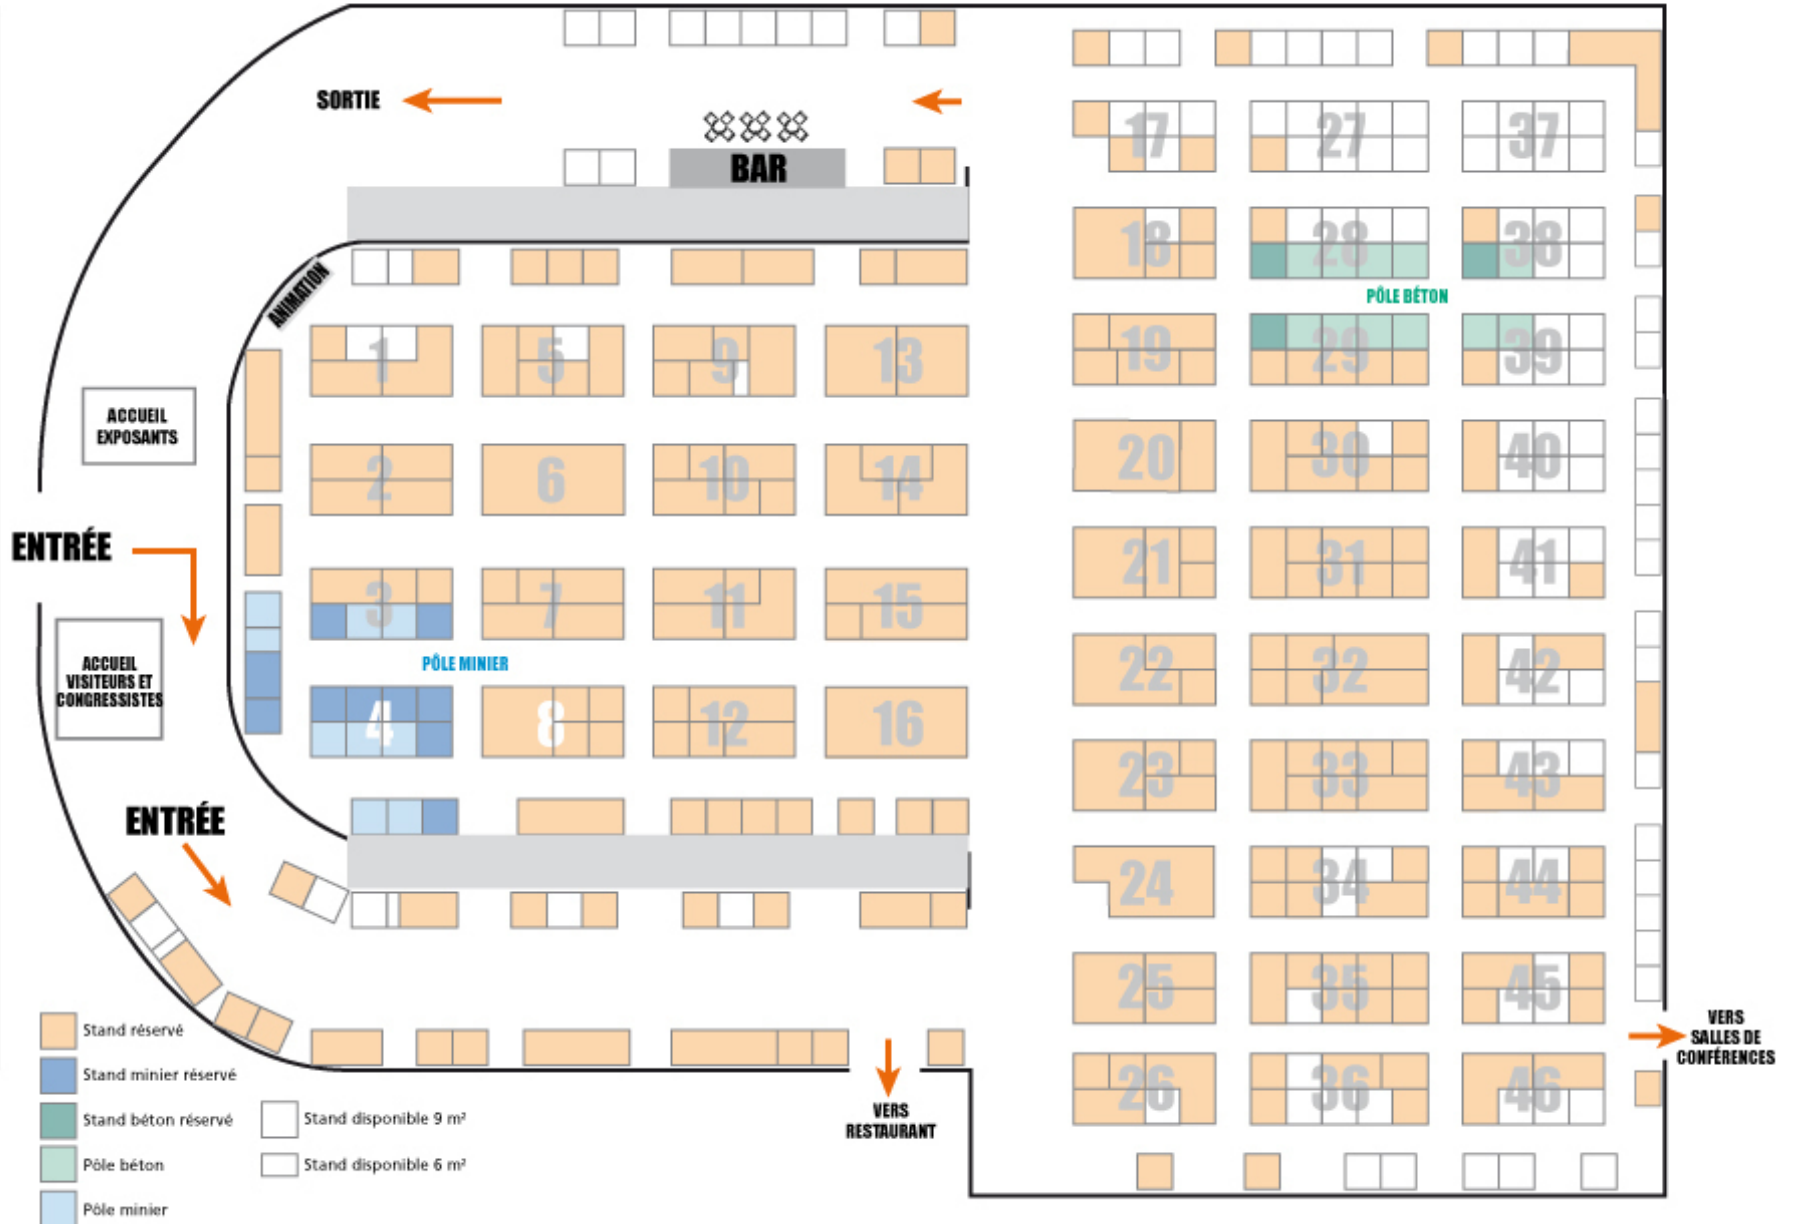 SORTIE
BAR
17
27
37
18
28
38
PÔLE BÉTON
ANIMATION
1
5
9
13
19
29
39
ACCUEIL
EXPOSANTS
2
6
10
14
20
30
40
ENTRÉE
3
7
11
15
21
31
41
ACCUEIL
VISITEURS ET
CONGRESSISTES
PÔLE MINIER
22
32
42
4
8
12
16
23
33
43
ENTRÉE
24
34
44
25
35
45
Stand réservé
Stand minier réservé
Stand béton réservé
Pôle béton
Pôle minier
Stand disponible 9 m²
Stand disponible 6 m²
VERS
RESTAURANT
26
36
46
VERS
SALLES DE
CONFÉRENCES